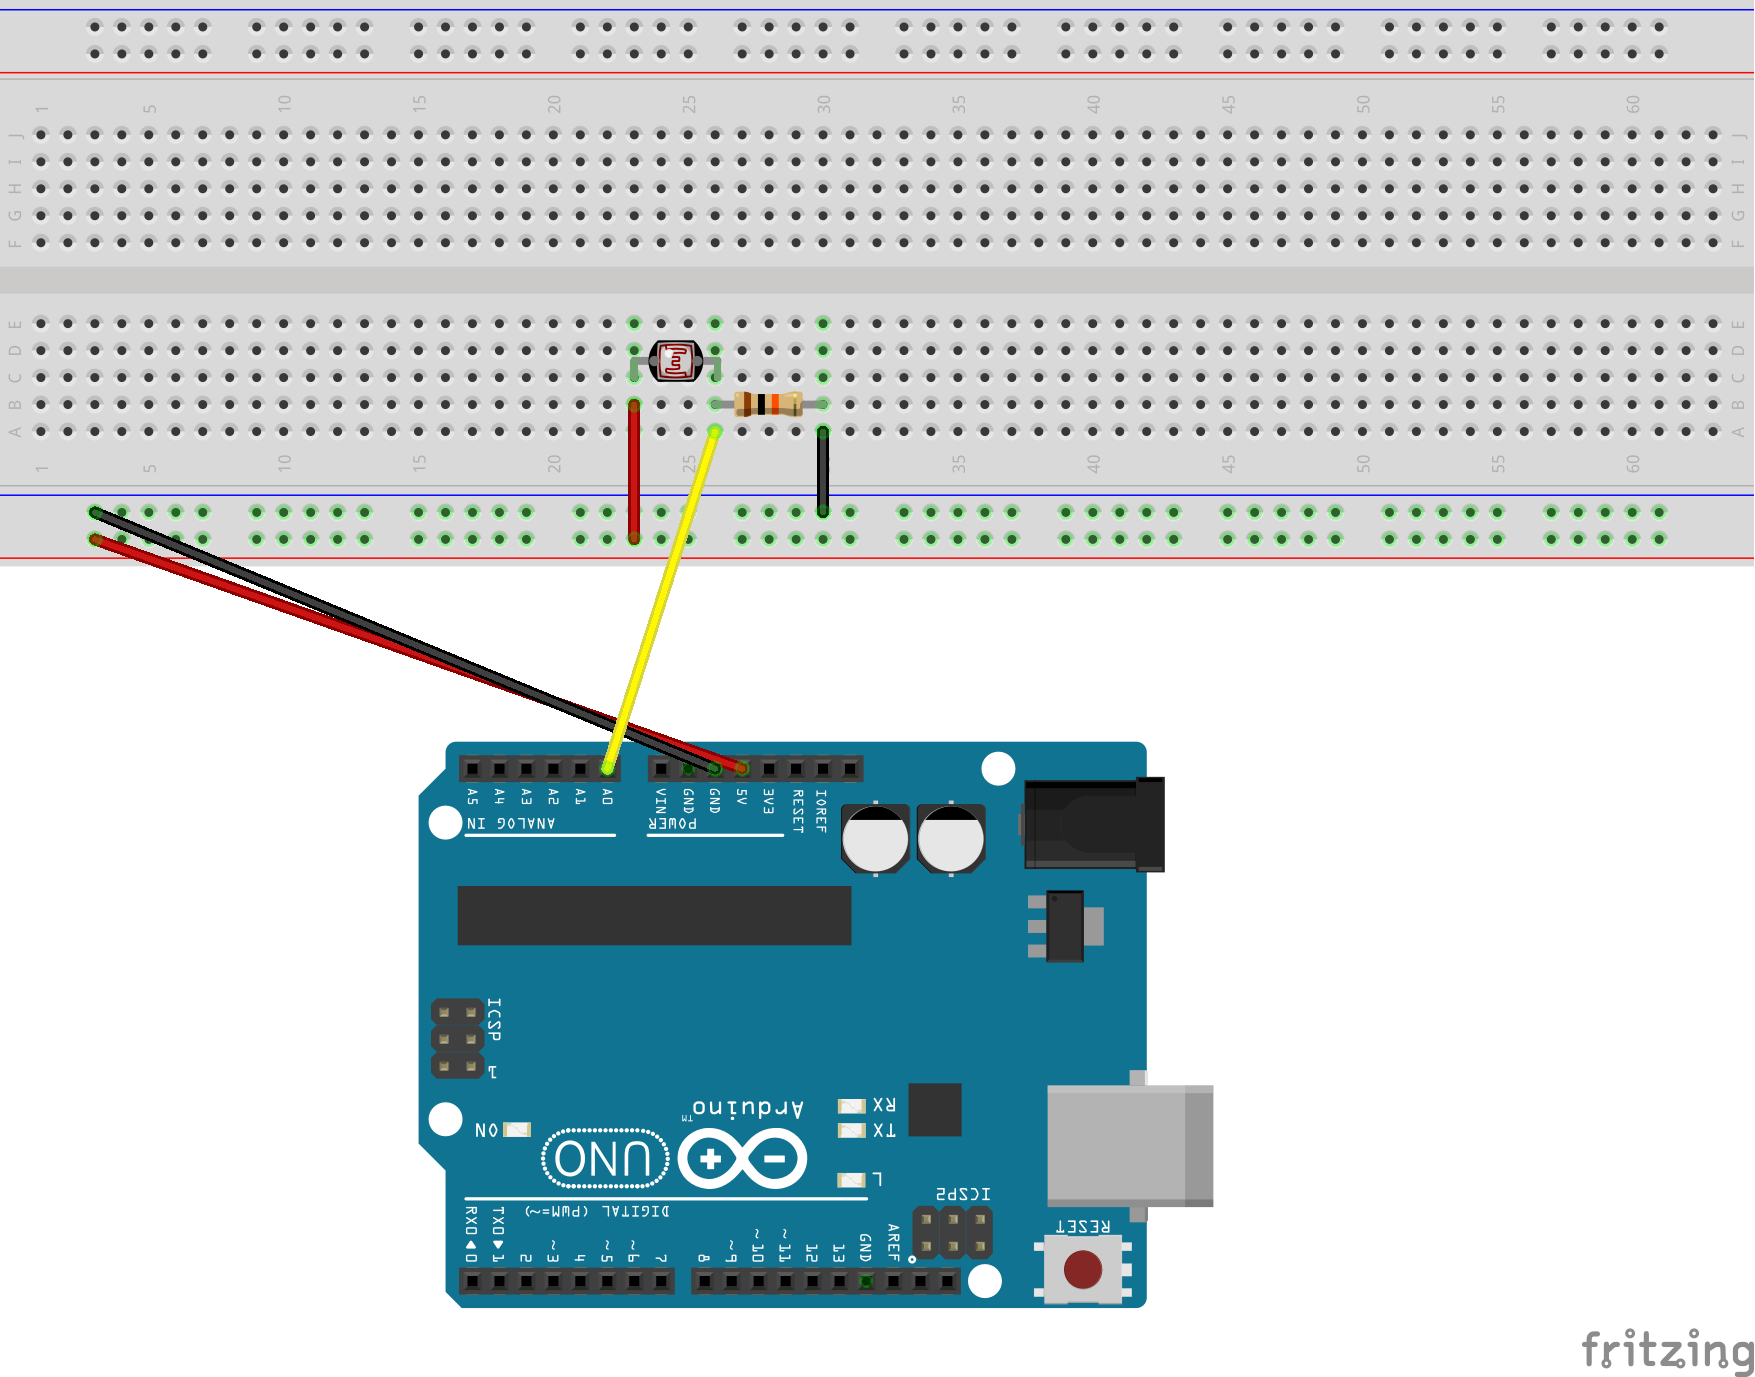 1 5 10 15 20 25 30 35 40 45 50 55 60
J J
I I
H H
G G
F F
E E
D D
C C
B B
A A
1 5 10 15 20 25 30 35 40 45 50 55 60
A5 A4 A3 A2 A1 A0 VIN GND GND 5V 3V3 RESET IOREF
ANALOG IN POWER
ICSP
1
Arduino
TM
RX
TX
ON
UNO
L
ICSP2
DIGITAL (PWM=~)
RESET
RX0◀0 TX0▶1 2 ~3 4 ~5 ~6 7 8 ~9 ~10 ~11 12 13 GND AREF
fritzing